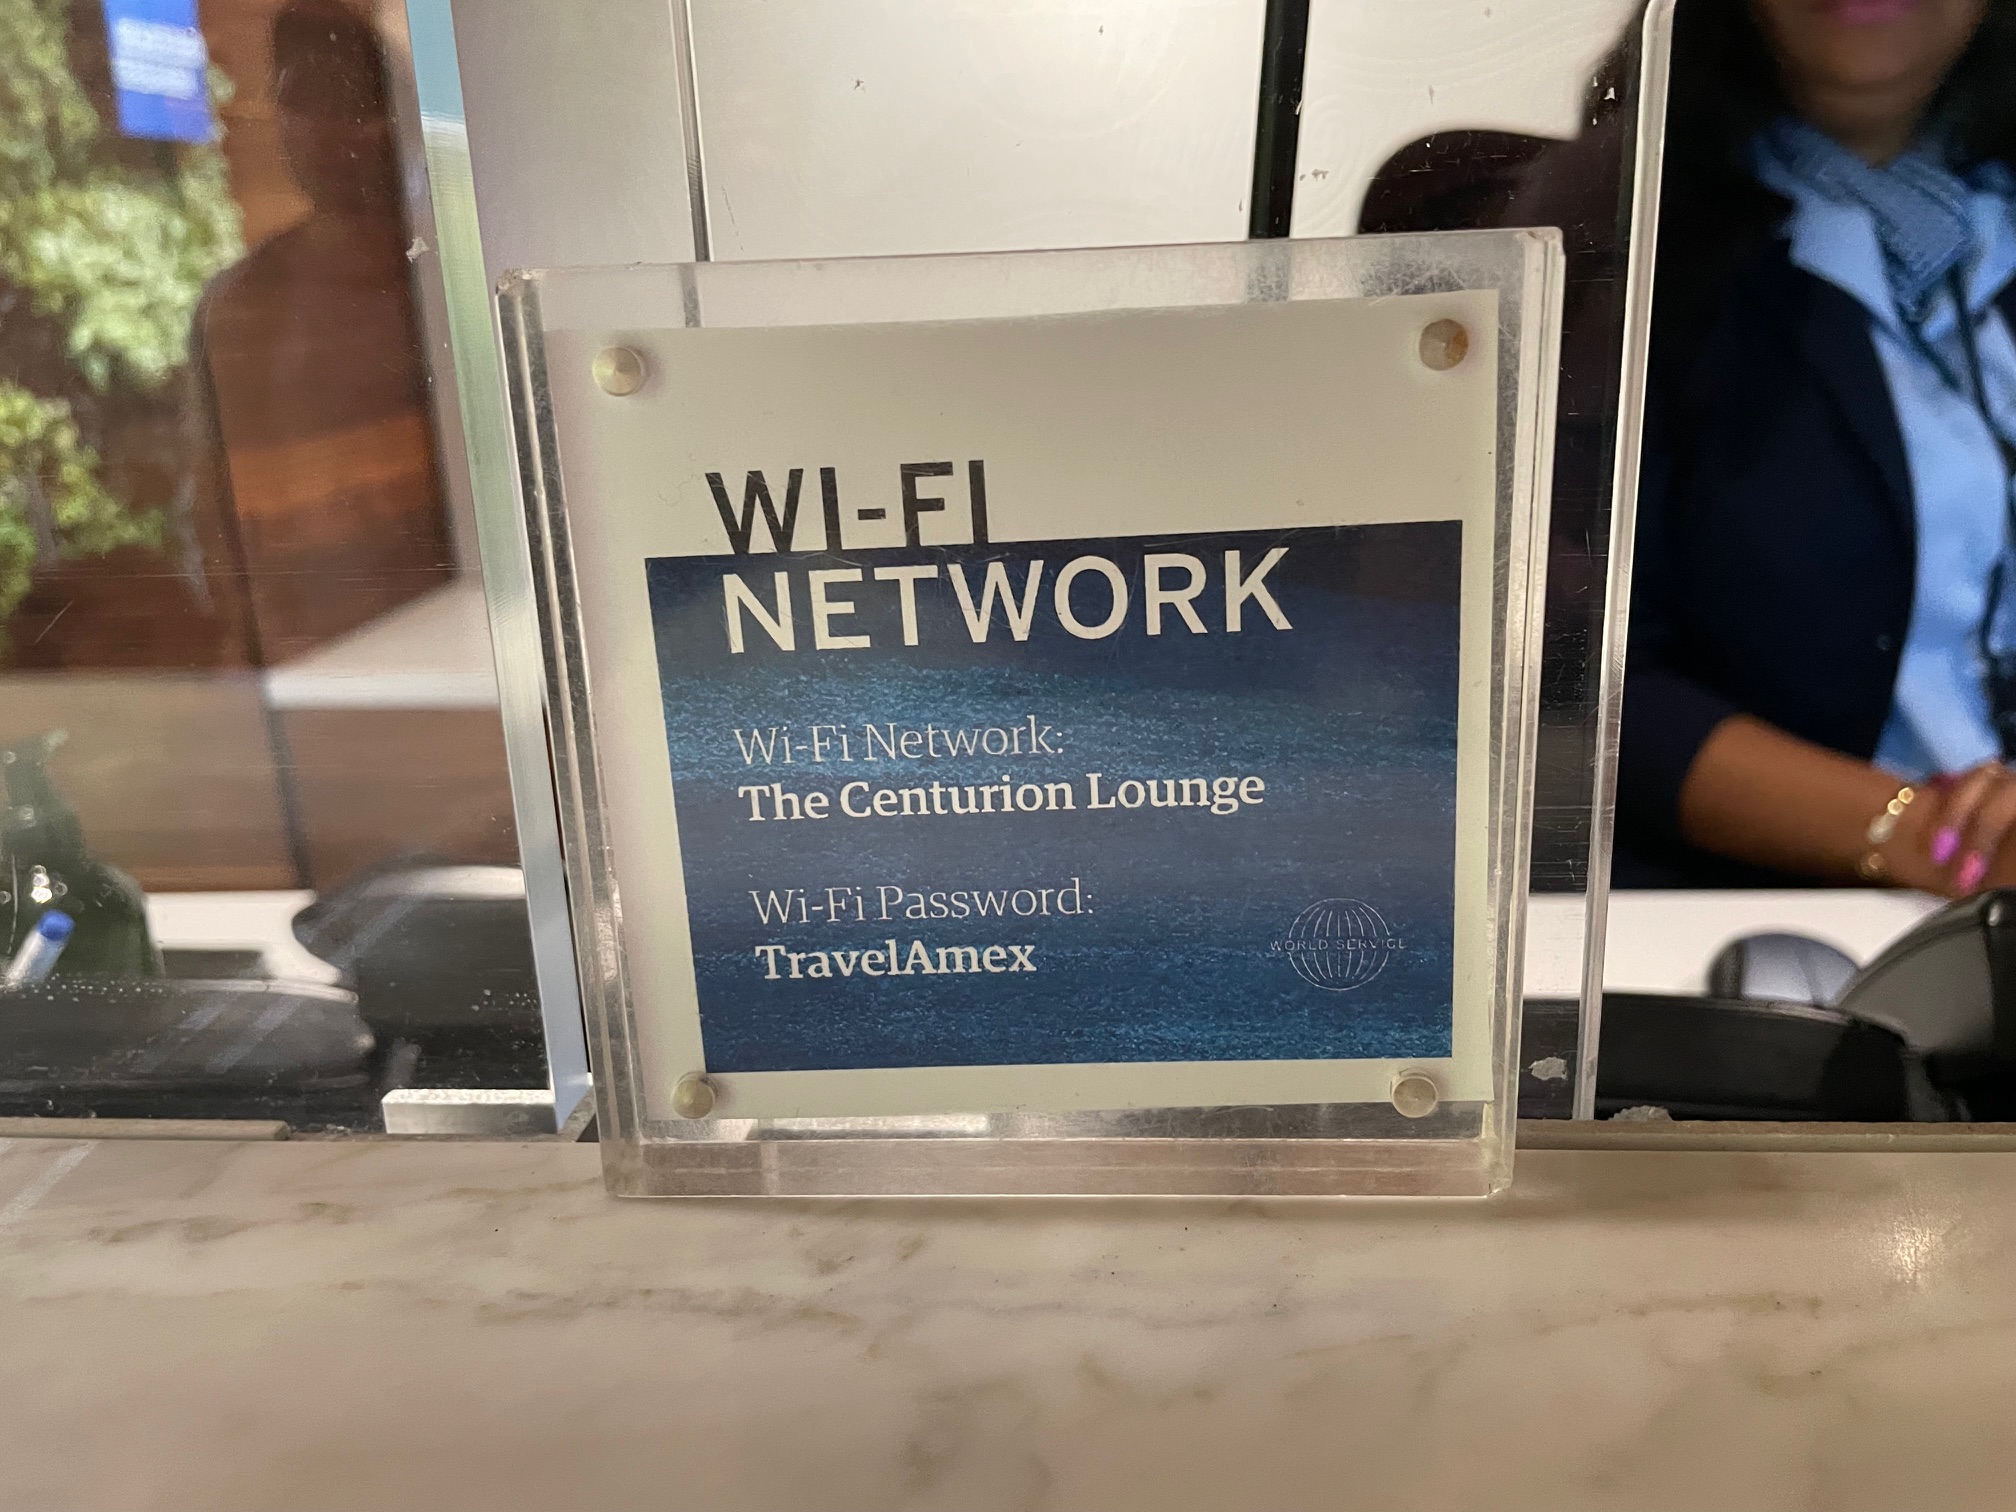 WI-FI
NETWORK
Wi-Fi Network:
The Centurion Lounge
Wi-Fi Password:
TravelAmex
WORLD SERVICE